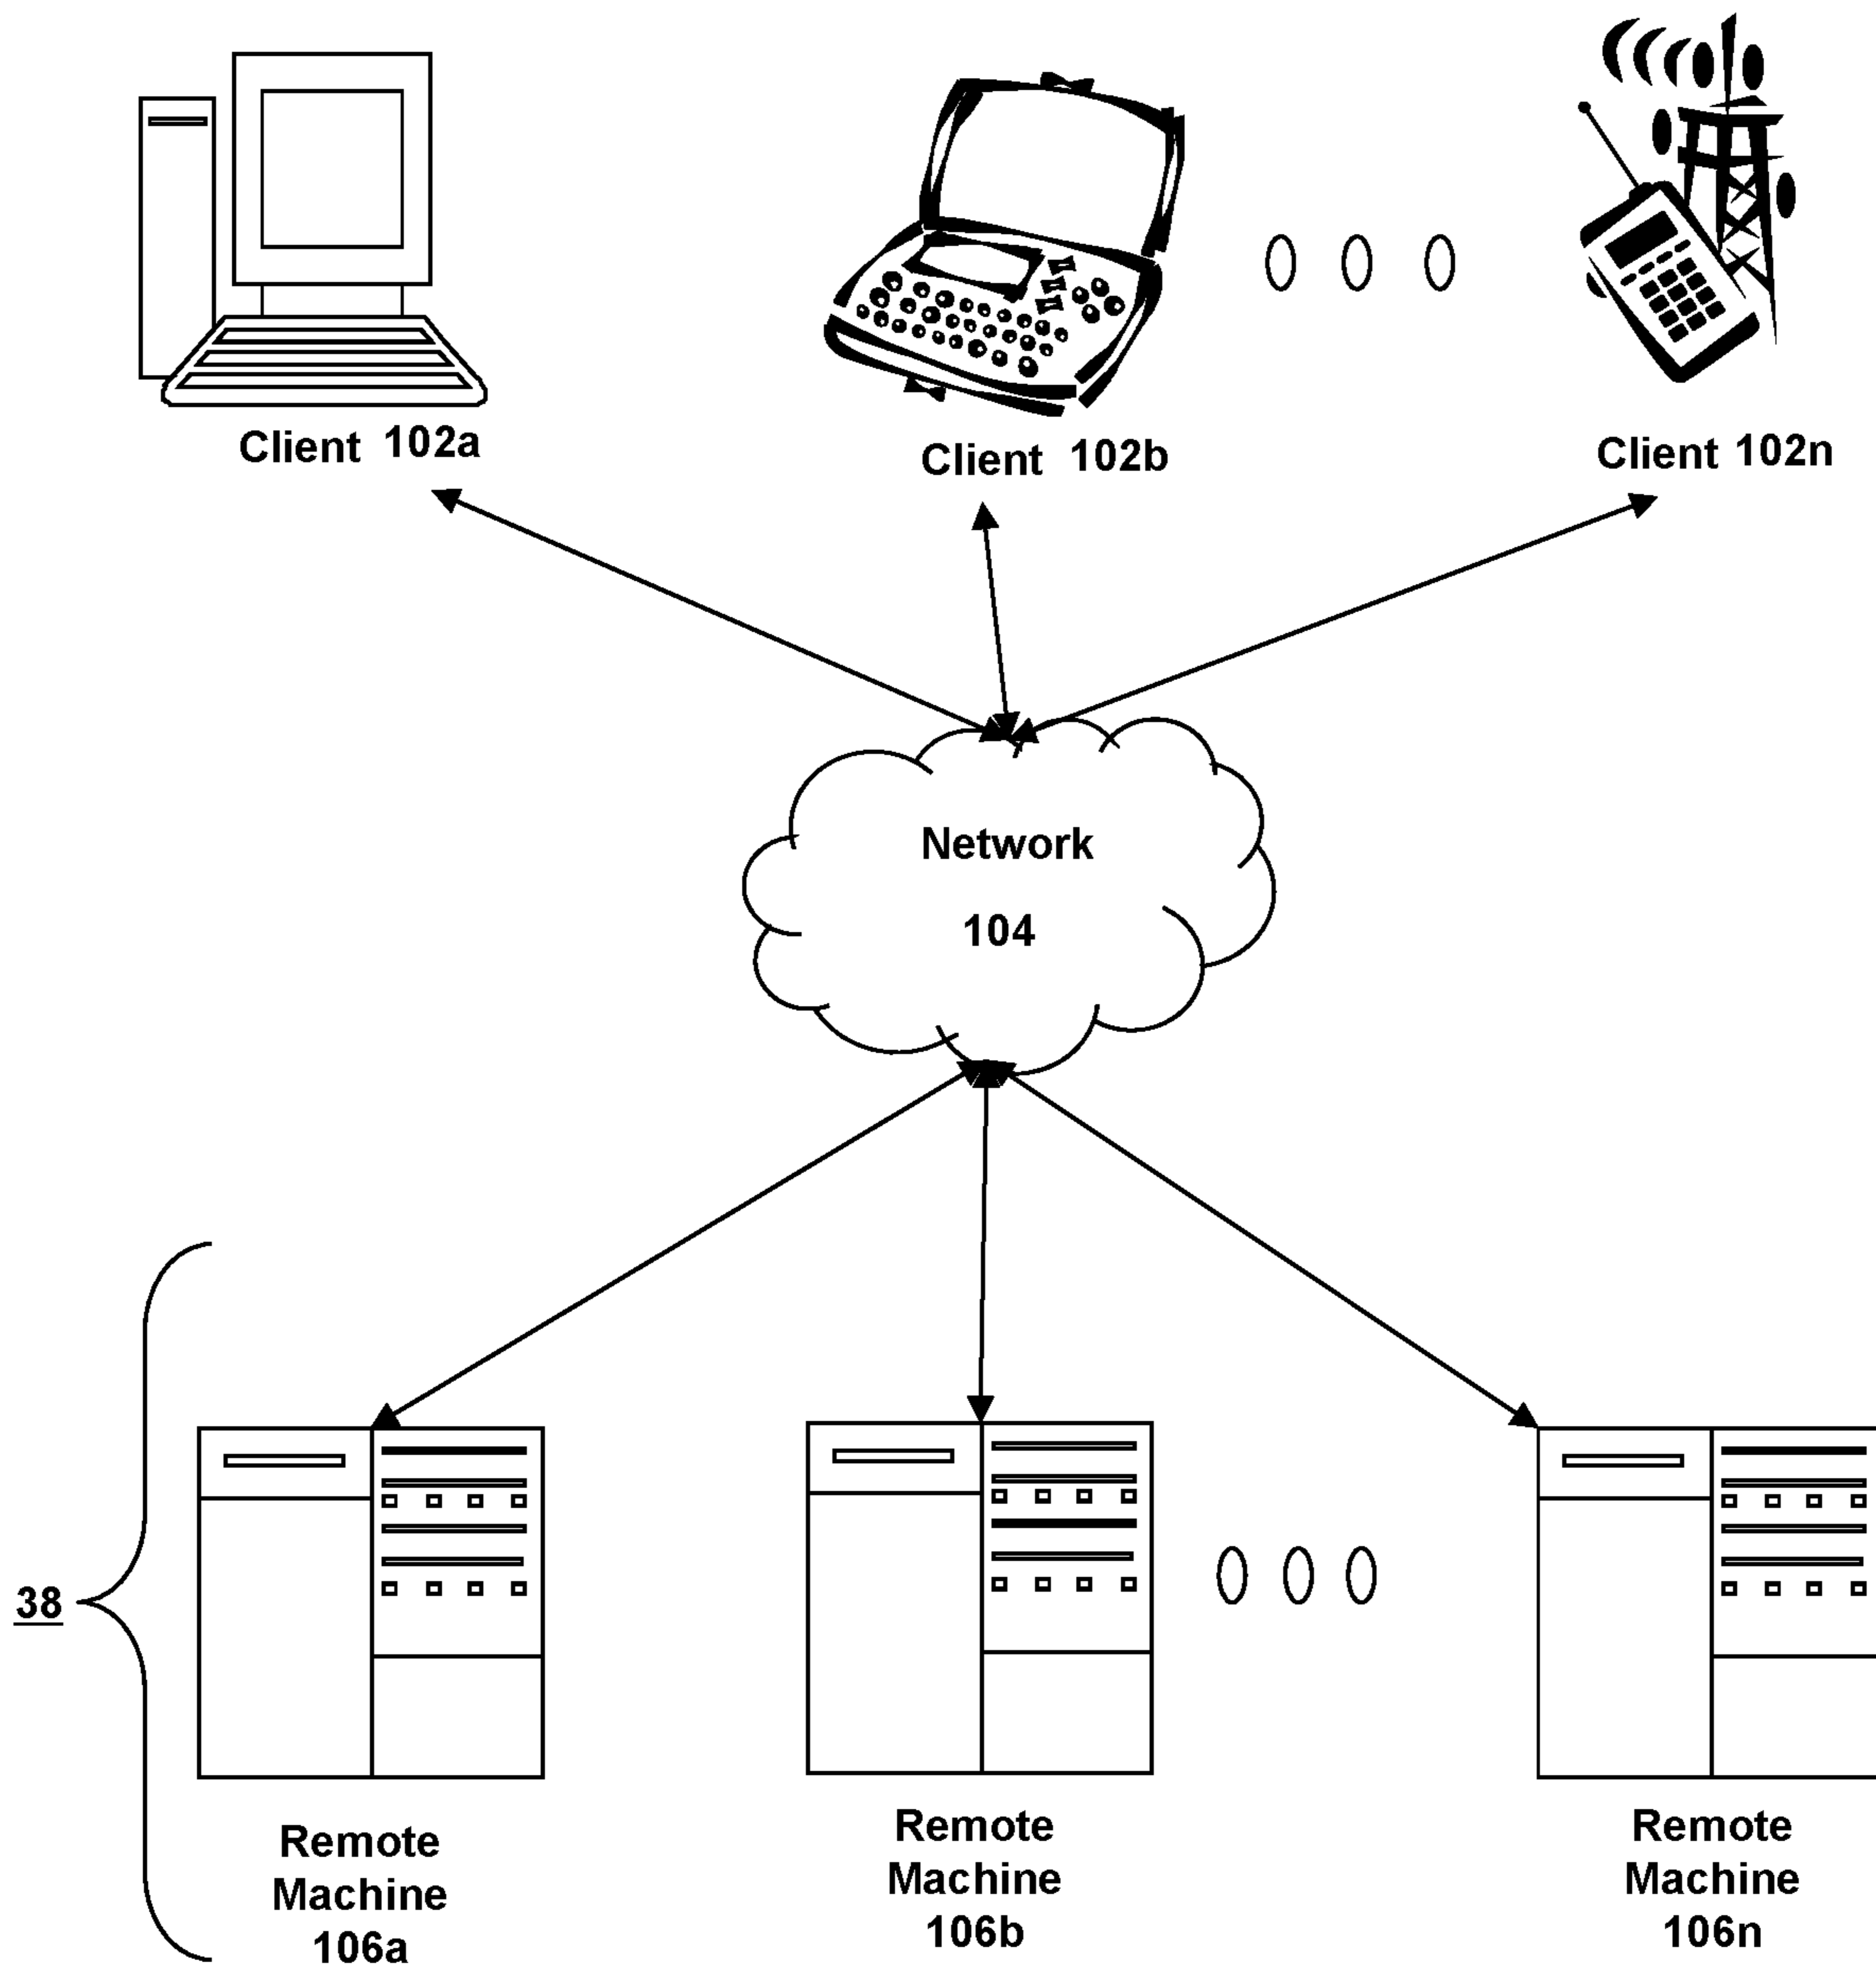 Client 102a
Client 102b
Client 102n
Network
104
38
Remote
Machine
106a
Remote
Machine
106b
Remote
Machine
106n